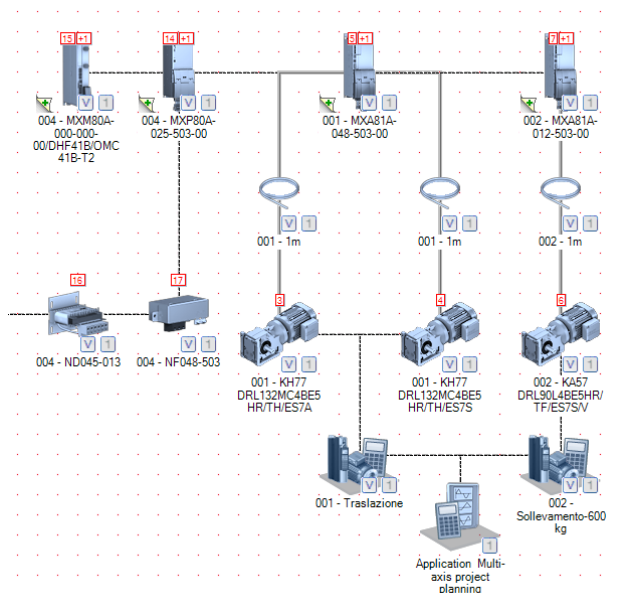 15 +1
14 +1
5 +1
7 +1
V 1
V 1
V 1
V 1
004 - MXM80A-
000-000-
00/DHF41B/OMC
41B-T2
004 - MXP80A-
025-503-00
001 - MXA81A-
048-503-00
002 - MXA81A-
012-503-00
V 1
V 1
V 1
001 - 1m
001 - 1m
002 - 1m
16
17
3
4
6
V 1
V 1
V 1
V 1
V 1
004 - ND045-013
004 - NF048-503
001 - KH77
DRL132MC4BE5
HR/TH/ES7A
001 - KH77
DRL132MC4BE5
HR/TH/ES7S
002 - KA57
DRL90L4BE5HR/
TF/ES7S/V
V 1
V 1
001 - Traslazione
002 -
Sollevamento-600
kg
1
Application Multi-
axis project
planning